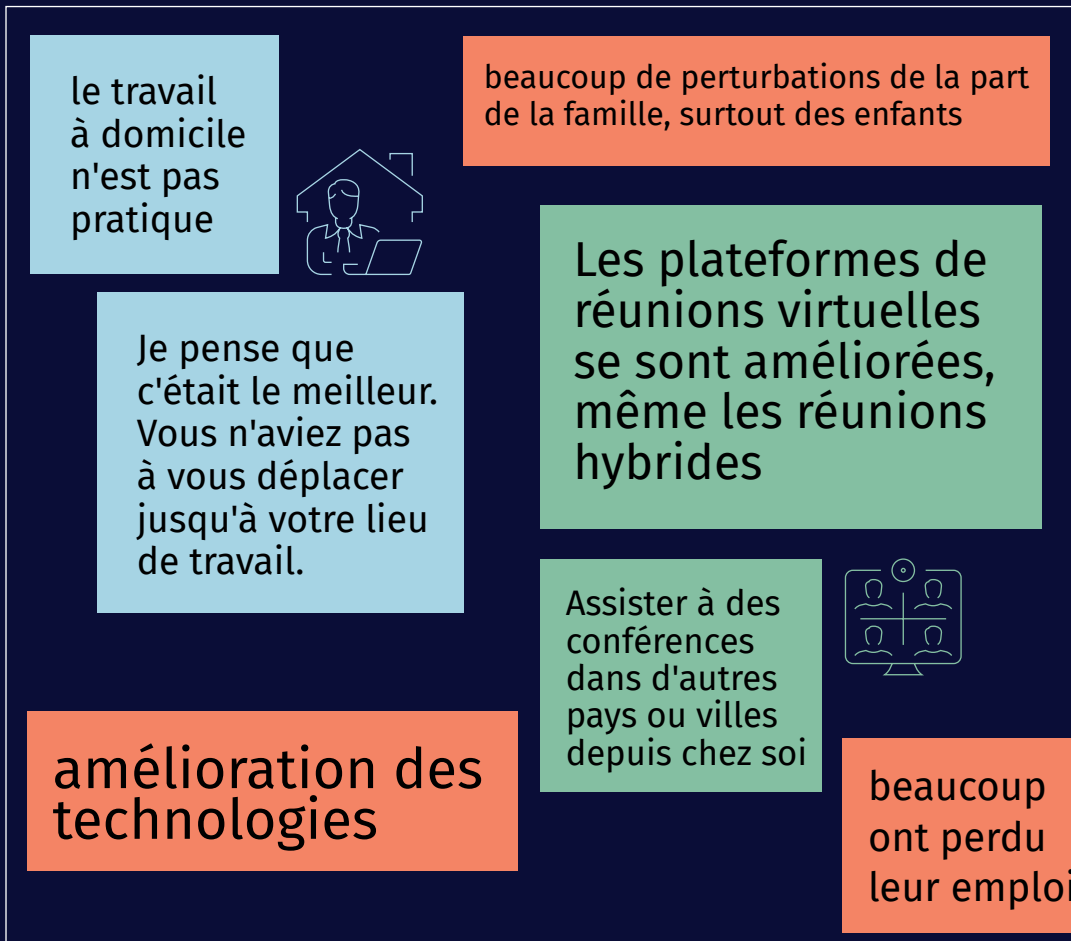 le travail
à domicile
n'est pas
pratique
beaucoup de perturbations de la part
de la famille, surtout des enfants
Je pense que
c'était le meilleur.
Vous n'aviez pas
à vous déplacer
jusqu'à votre lieu
de travail.
Les plateformes de
réunions virtuelles
se sont améliorées,
même les réunions
hybrides
Assister à des
conférences
dans d'autres
pays ou villes
depuis chez soi
amélioration des
technologies
beaucoup
ont perdu
leur emploi